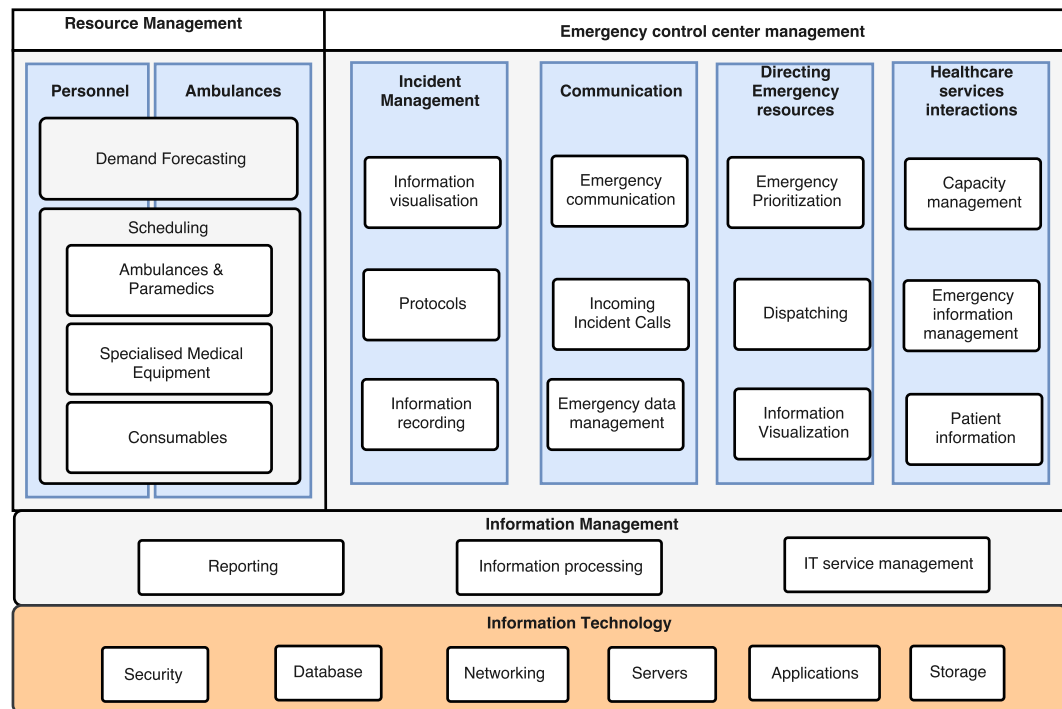 Resource Management
Emergency control center management
Personnel
Ambulances
Demand Forecasting
Scheduling
Ambulances &
Paramedics
Specialised Medical
Equipment
Consumables
Incident
Management
Information
visualisation
Protocols
Information
recording
Communication
Emergency
communication
Incoming
Incident Calls
Emergency data
management
Directing
Emergency
resources
Emergency
Prioritization
Dispatching
Information
Visualization
Healthcare
services
interactions
Capacity
management
Emergency
information
management
Patient
information
Information Management
Reporting
Information processing
IT service management
Information Technology
Security
Database
Networking
Servers
Applications
Storage